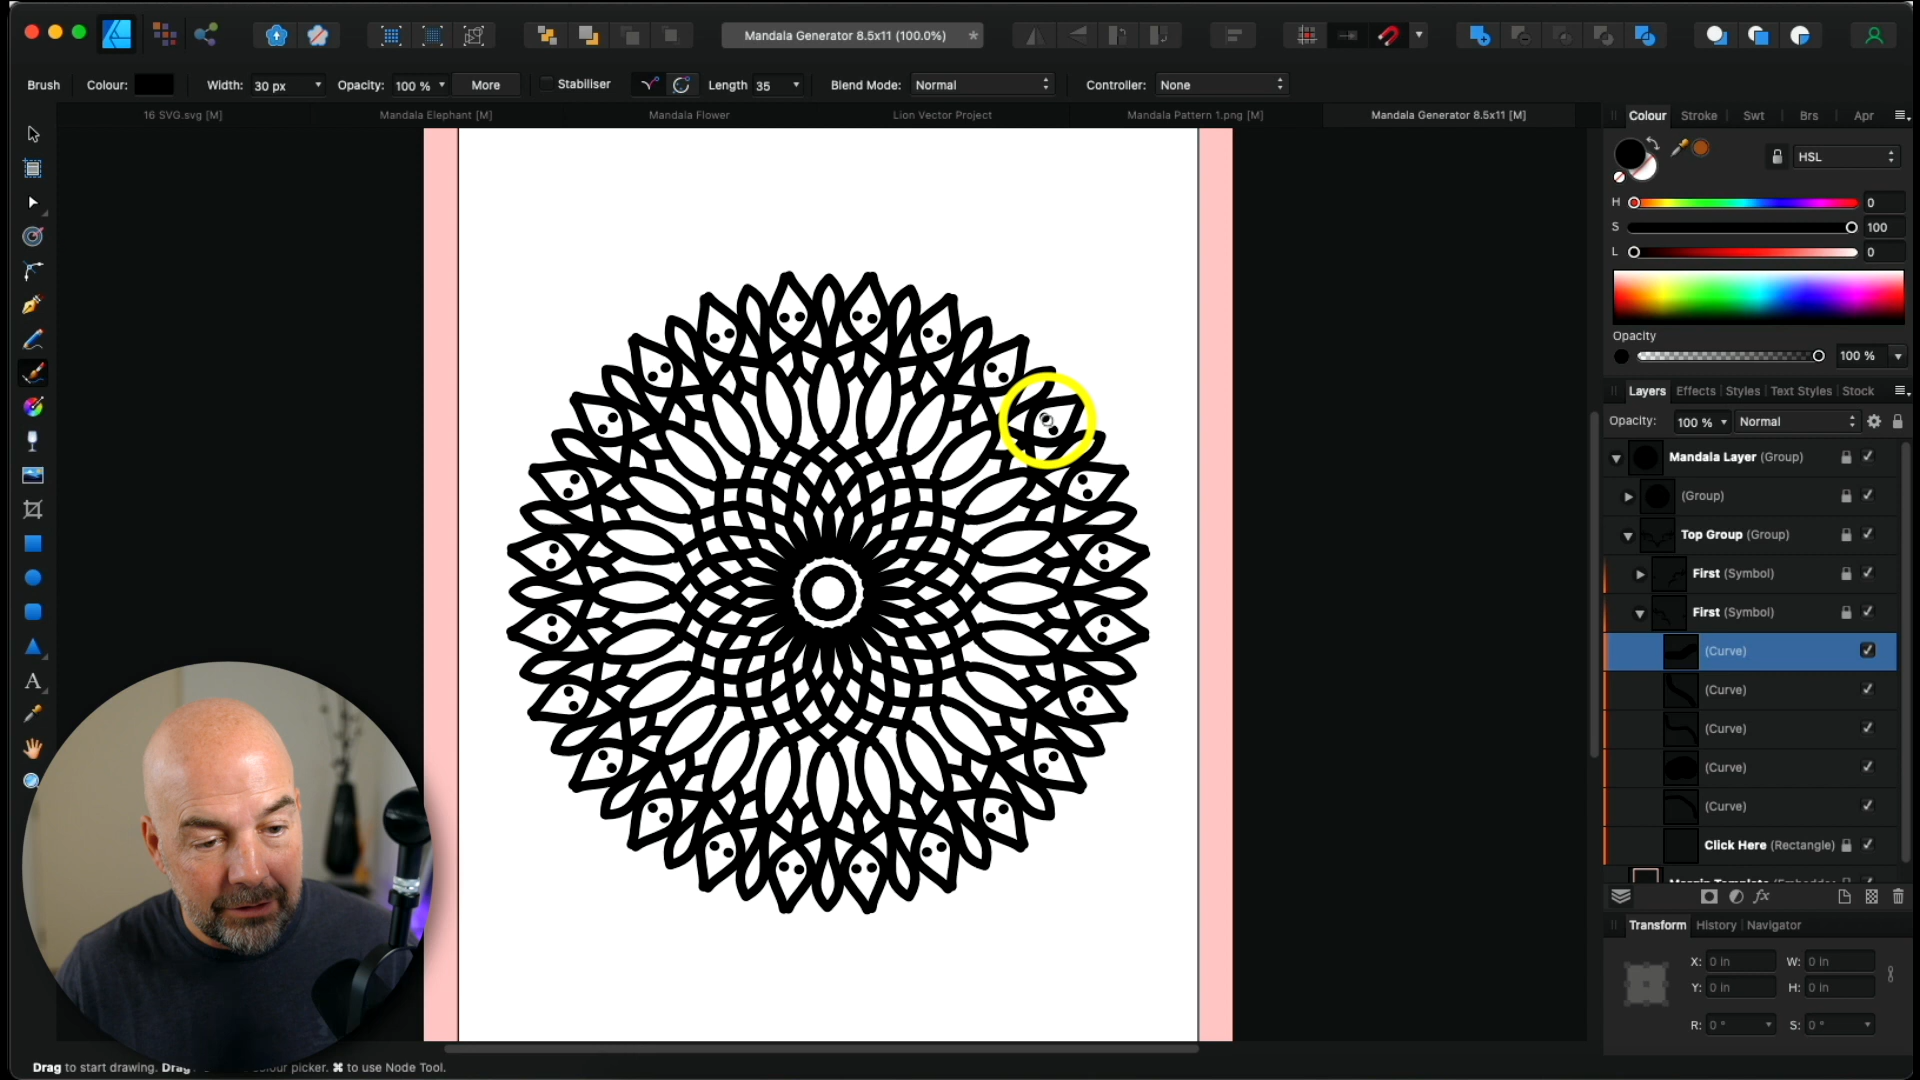 Mandala Generator 8.5x11 (100.0%)
Brush Colour: Width: 30 px Opacity: 100 % More Stabiliser Length 35 Blend Mode: Normal Controller: None
16 SVG.svg [M] Mandala Elephant [M] Mandala Flower Lion Vector Project Mandala Pattern 1.png [M] Mandala Generator 8.5x11 [M]
Colour Stroke Swt Brs Apr
HSL
H 0
S 100
L 0
Opacity
100 %
Layers Effects Styles Text Styles Stock
Opacity: 100 % Normal
Mandala Layer (Group)
(Group)
Top Group (Group)
First (Symbol)
First (Symbol)
(Curve)
(Curve)
(Curve)
(Curve)
(Curve)
Click Here (Rectangle)
Transform History Navigator
X: 0 in W: 0 in
Y: 0 in H: 0 in
R: 0 ° S: 0 °
Drag to start drawing. Drag colour picker. ⌘ to use Node Tool.